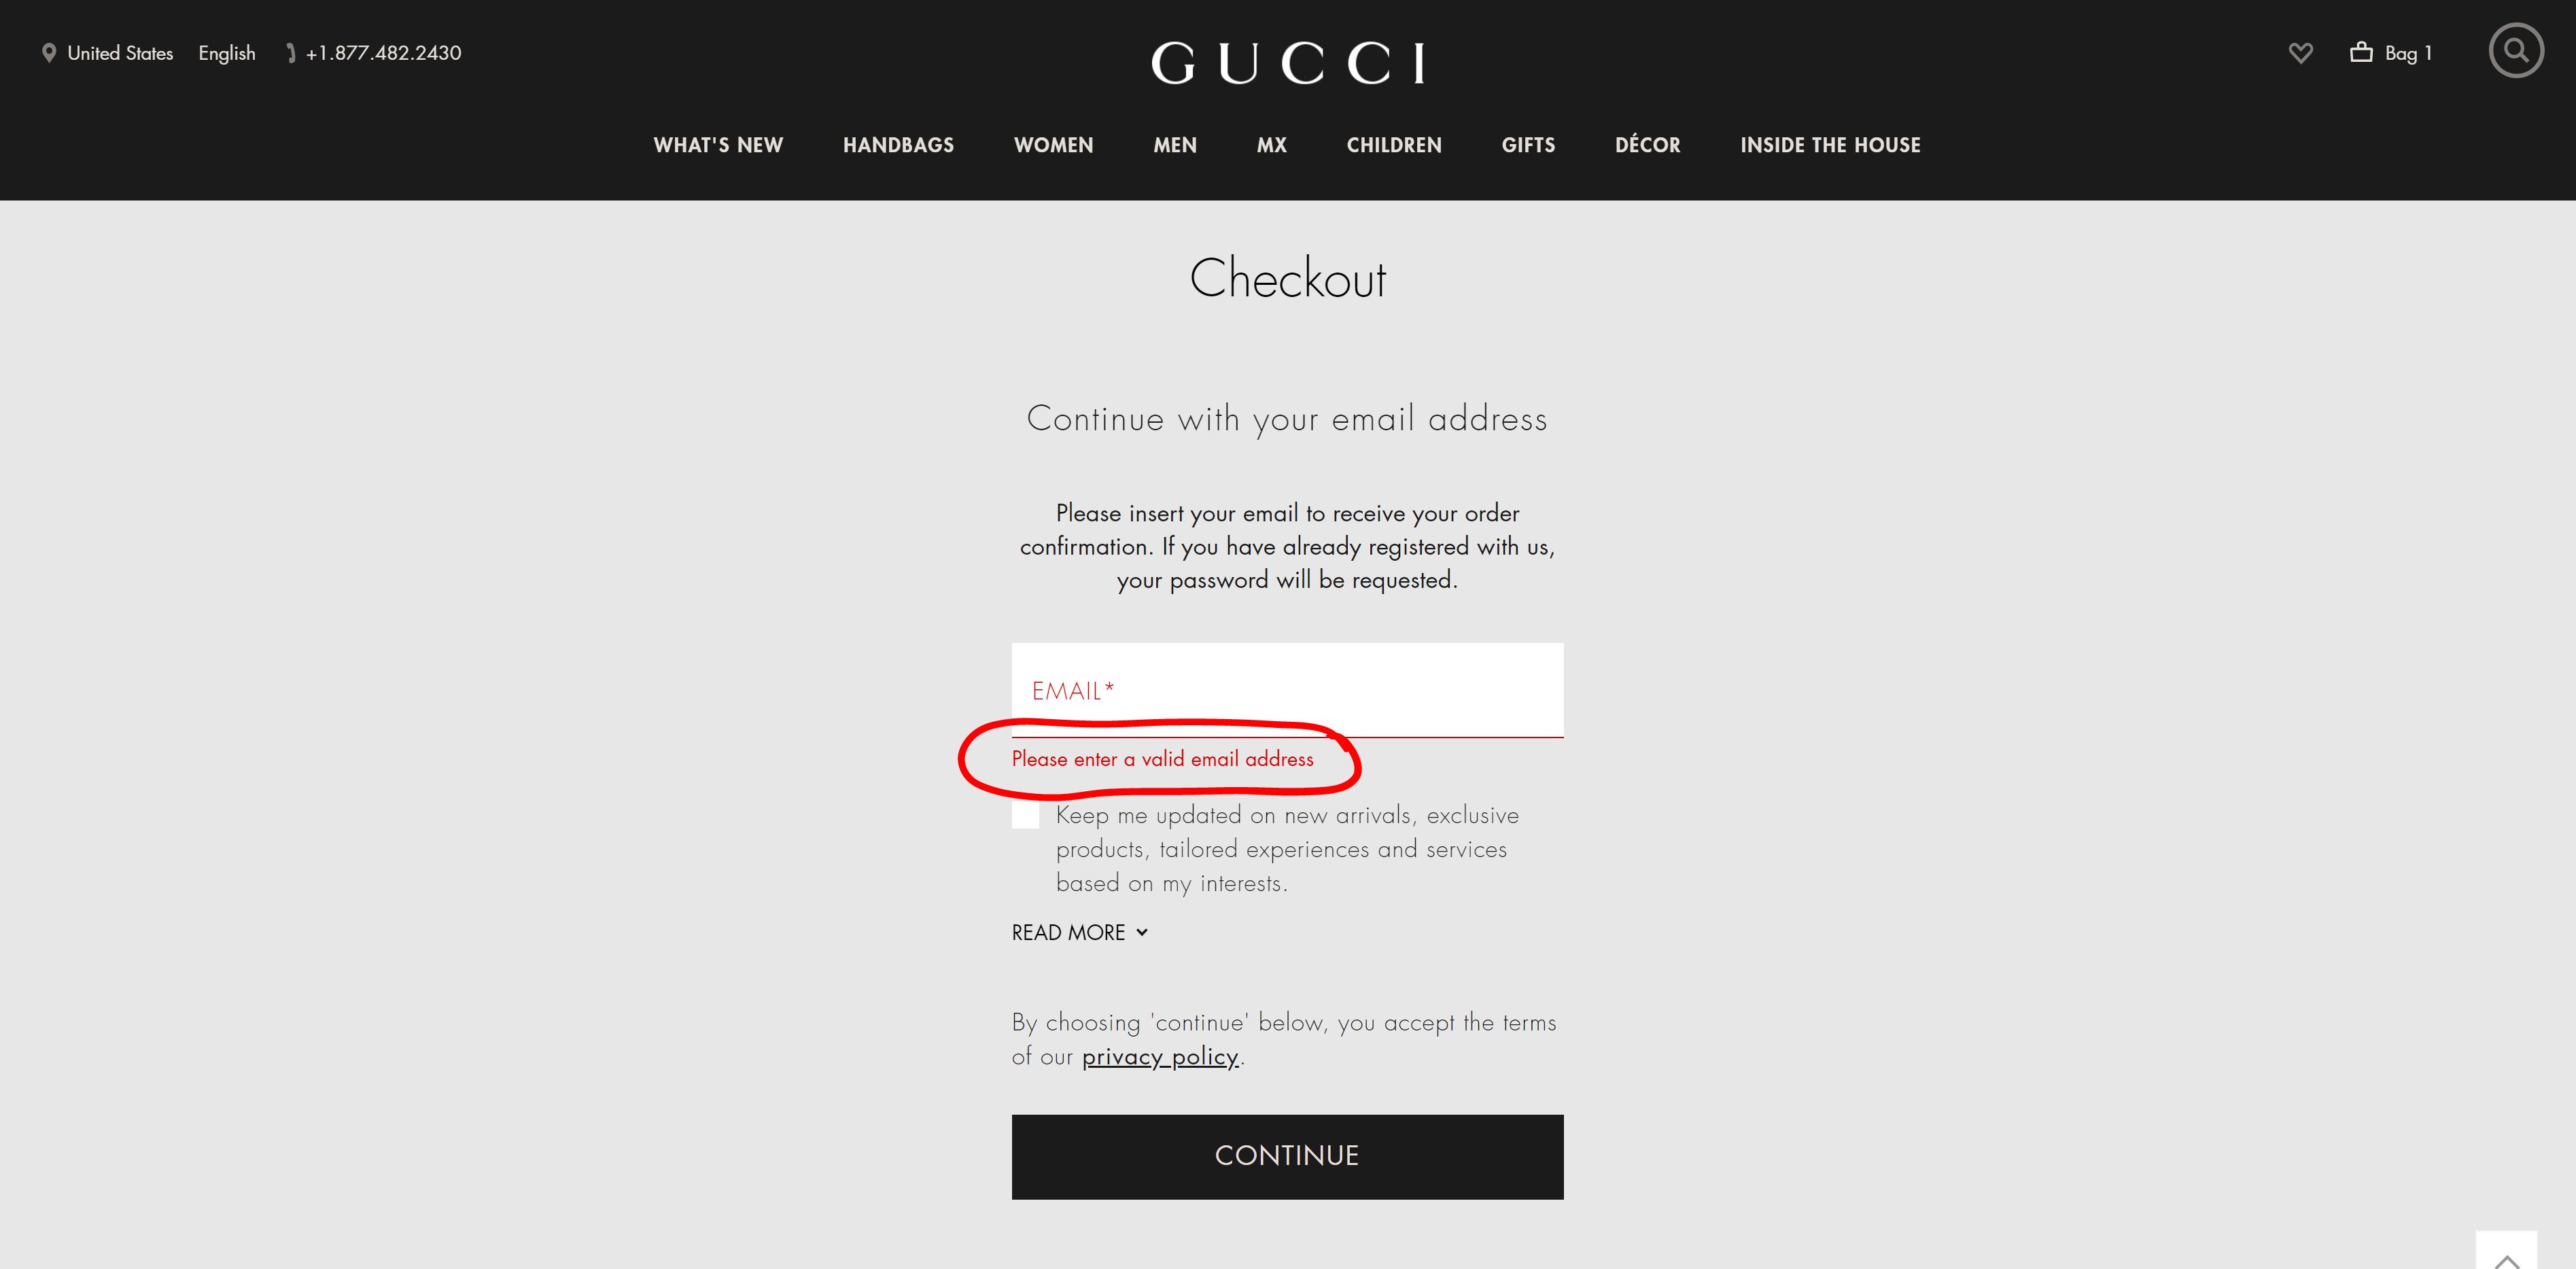 United States English +1.877.482.2430
GUCCI
Bag 1
WHAT'S NEW HANDBAGS WOMEN MEN MX CHILDREN GIFTS DÉCOR INSIDE THE HOUSE
Checkout
Continue with your email address
Please insert your email to receive your order
confirmation. If you have already registered with us,
your password will be requested.
EMAIL*
Please enter a valid email address
Keep me updated on new arrivals, exclusive
products, tailored experiences and services
based on my interests.
READ MORE
By choosing 'continue' below, you accept the terms
of our privacy policy.
CONTINUE